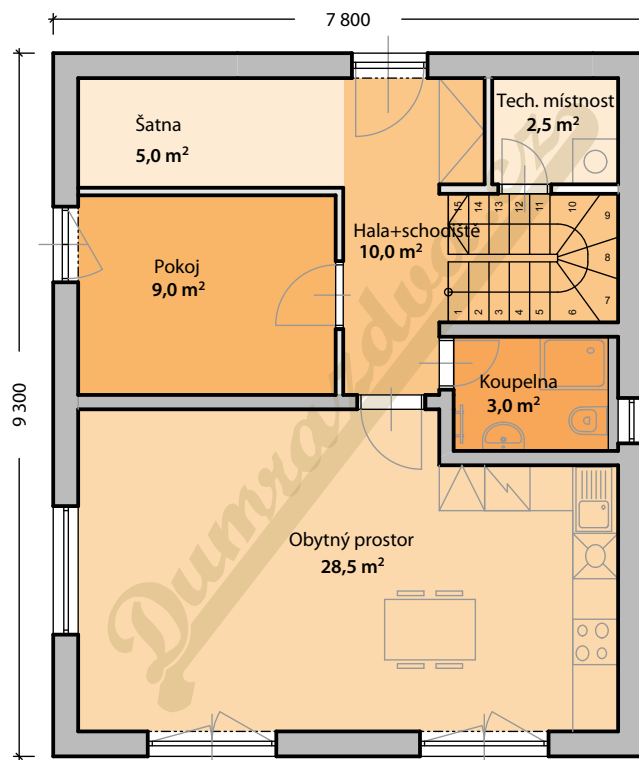 7 800
Šatna
5,0 m²
Tech. místnost
2,5 m²
Hala+schodiště
10,0 m²
15 14 13 12 11 10 9
8
1 2 3 4 5 6 7
Pokoj
9,0 m²
9 300
Koupelna
3,0 m²
Obytný prostor
28,5 m²
Dumrazdva.cz